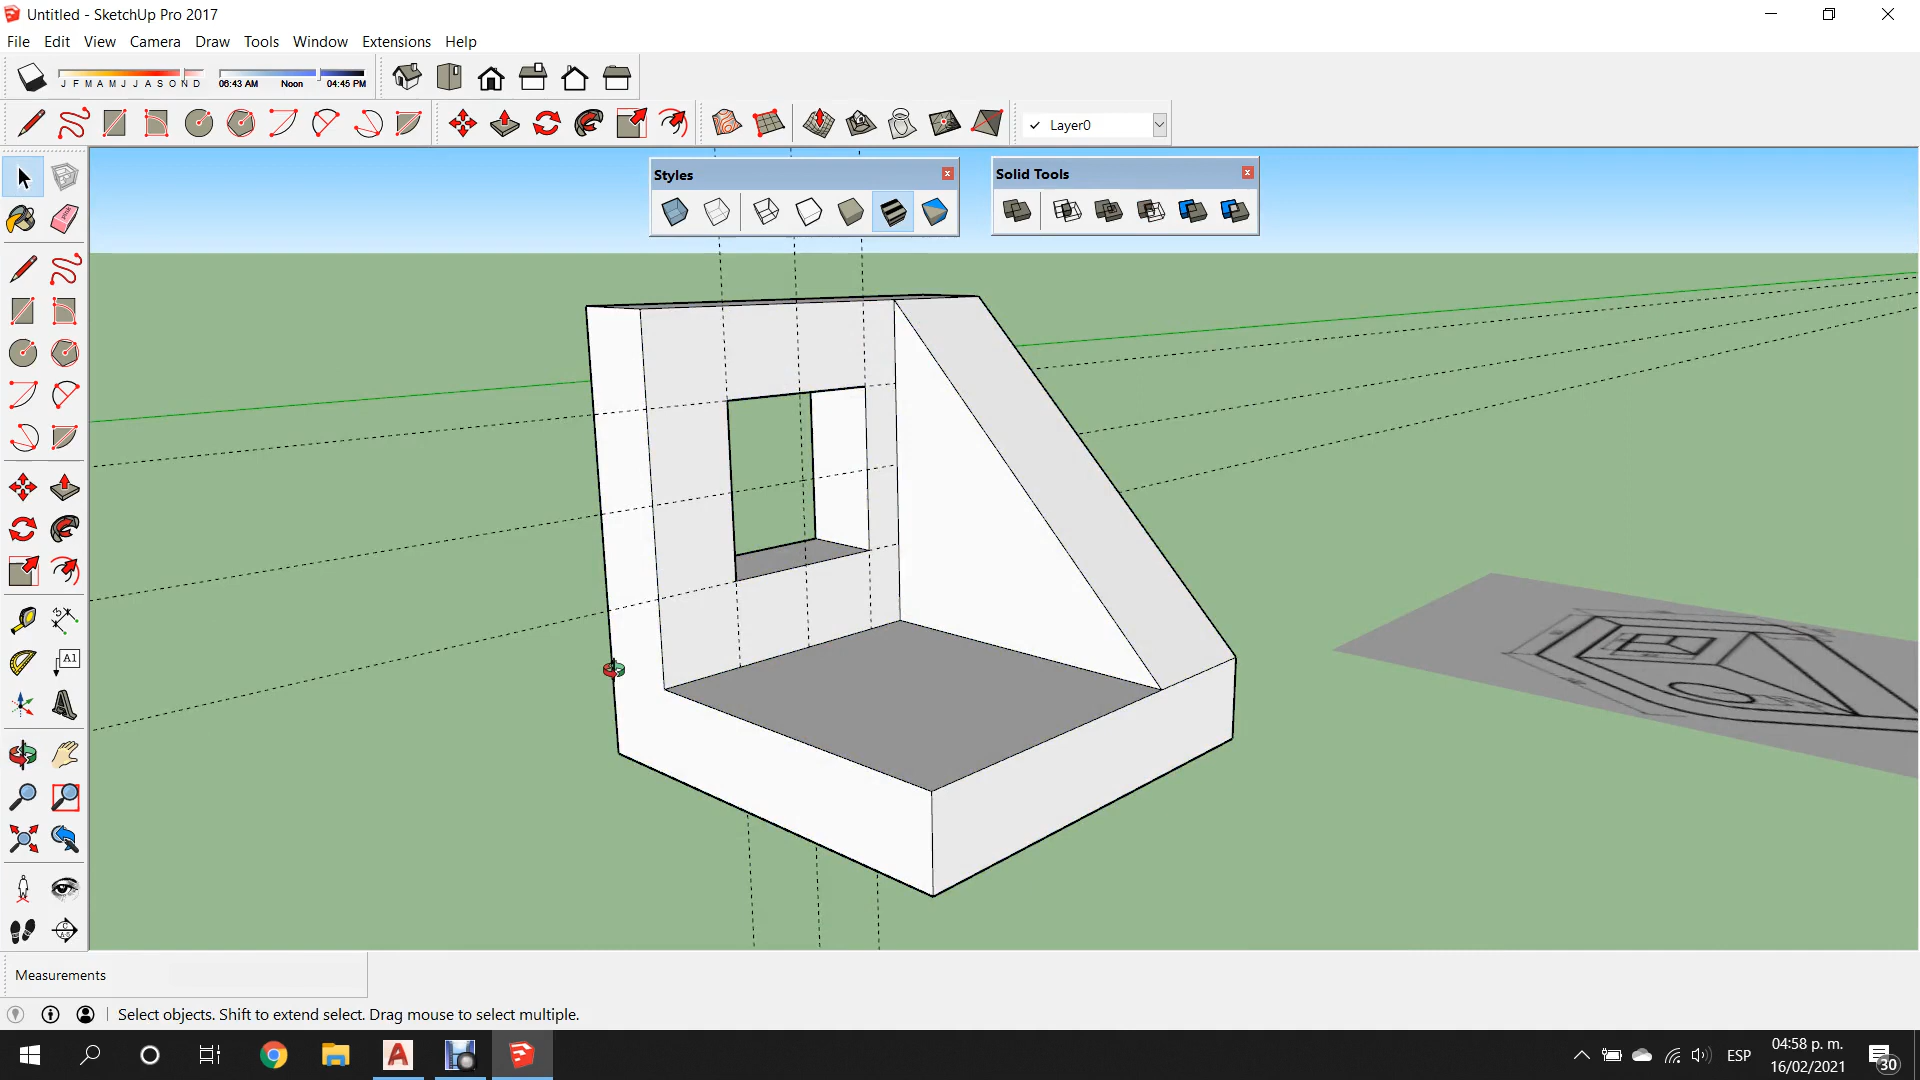 Untitled - SketchUp Pro 2017
File Edit View Camera Draw Tools Window Extensions Help
J F M A M J J A S O N D 06:43 AM Noon 04:45 PM
Layer0
Styles
Solid Tools
A1
Measurements
Select objects. Shift to extend select. Drag mouse to select multiple.
ESP
04:58 p. m.
16/02/2021
30